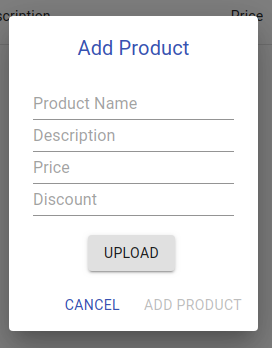 scription Price
Add Product
Product Name
Description
Price
Discount
UPLOAD
CANCEL ADD PRODUCT